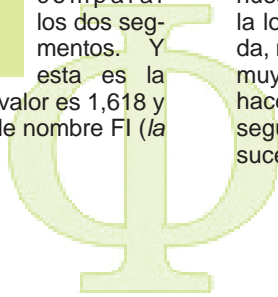 los dos seg-
mentos. Y
esta es la
valor es 1,618 y
de nombre FI (la
la lo
da,
muy
hace
segu
suce
Φ